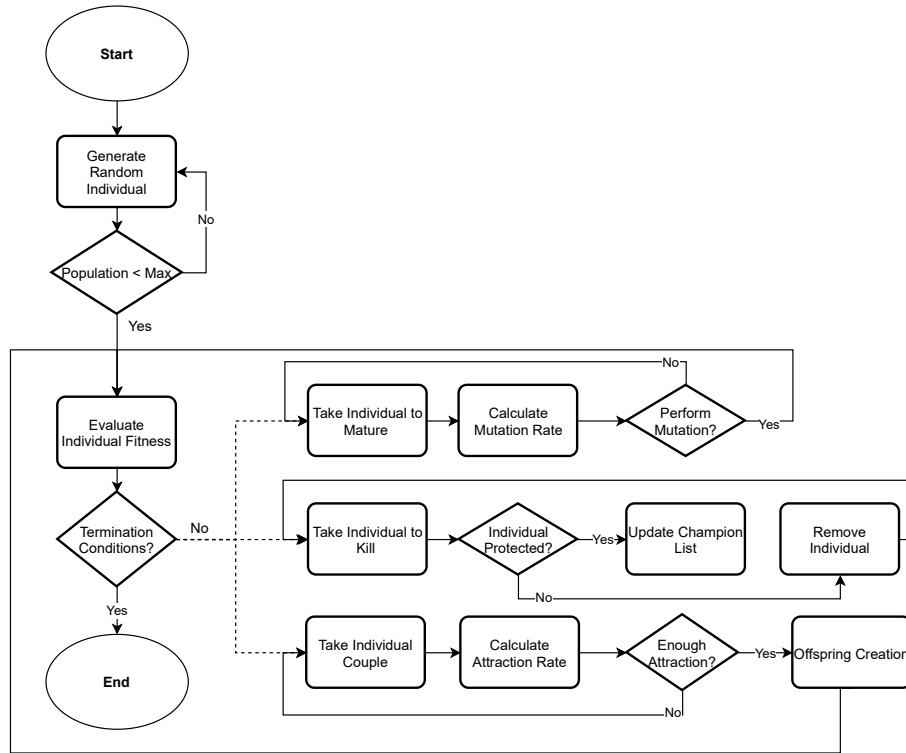 Start
Generate
Random
Individual
No
Population < Max
Yes
Evaluate
Individual Fitness
Termination
Conditions?
No
Yes
End
No
Take Individual to
Mature
Calculate
Mutation Rate
Perform
Mutation?
Yes
Take Individual to
Kill
Individual
Protected?
Yes
Update Champion
List
Remove
Individual
No
Take Individual
Couple
Calculate
Attraction Rate
Enough
Attraction?
Yes
Offspring Creation
No